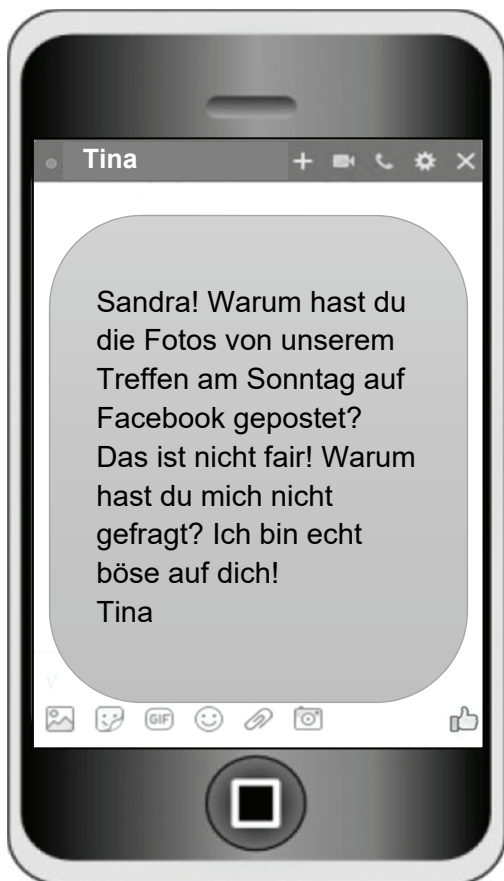 Tina
Sandra! Warum hast du
die Fotos von unserem
Treffen am Sonntag auf
Facebook gepostet?
Das ist nicht fair! Warum
hast du mich nicht
gefragt? Ich bin echt
böse auf dich!
Tina
GIF